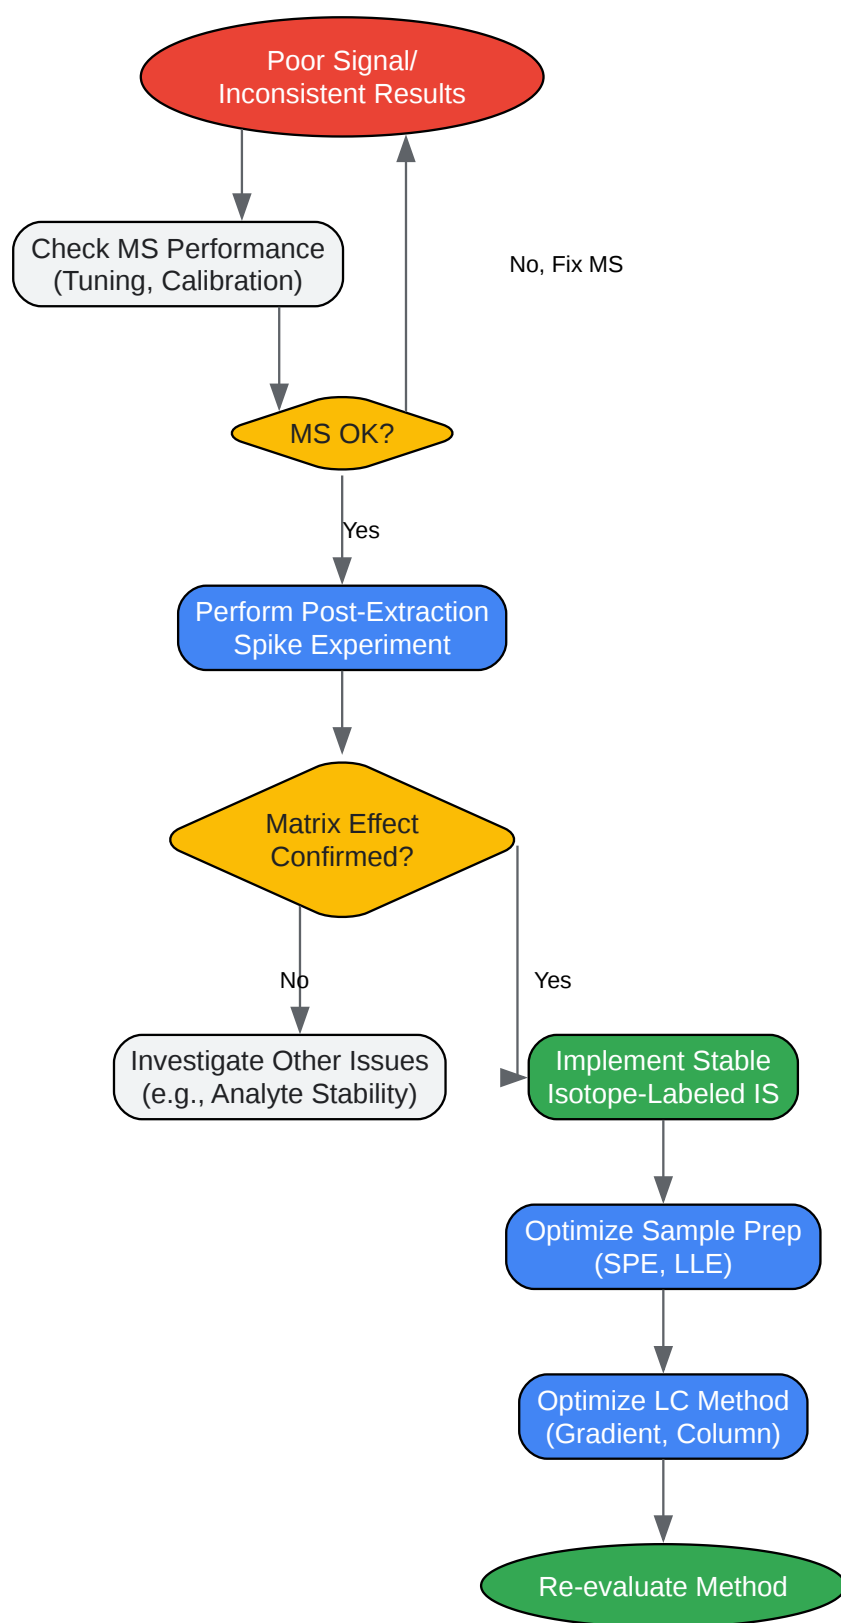 Poor Signal/
Inconsistent Results
Check MS Performance
(Tuning, Calibration)
No, Fix MS
MS OK?
Yes
Perform Post-Extraction
Spike Experiment
Matrix Effect
Confirmed?
No
Yes
Investigate Other Issues
(e.g., Analyte Stability)
Implement Stable
Isotope-Labeled IS
Optimize Sample Prep
(SPE, LLE)
Optimize LC Method
(Gradient, Column)
Re-evaluate Method